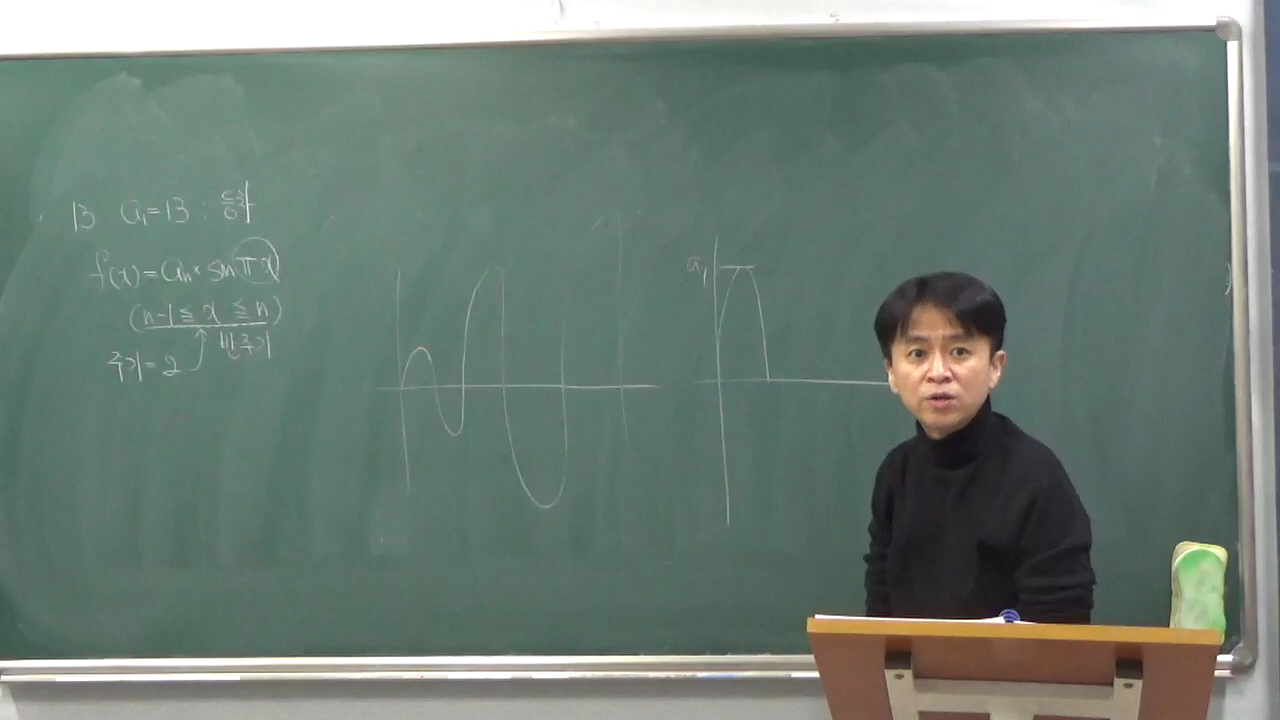 13 a₁=13 : 등차
f(x)=aₙ·sin πx
(n-1≦x≦n)
주기=2 반주기
a₁